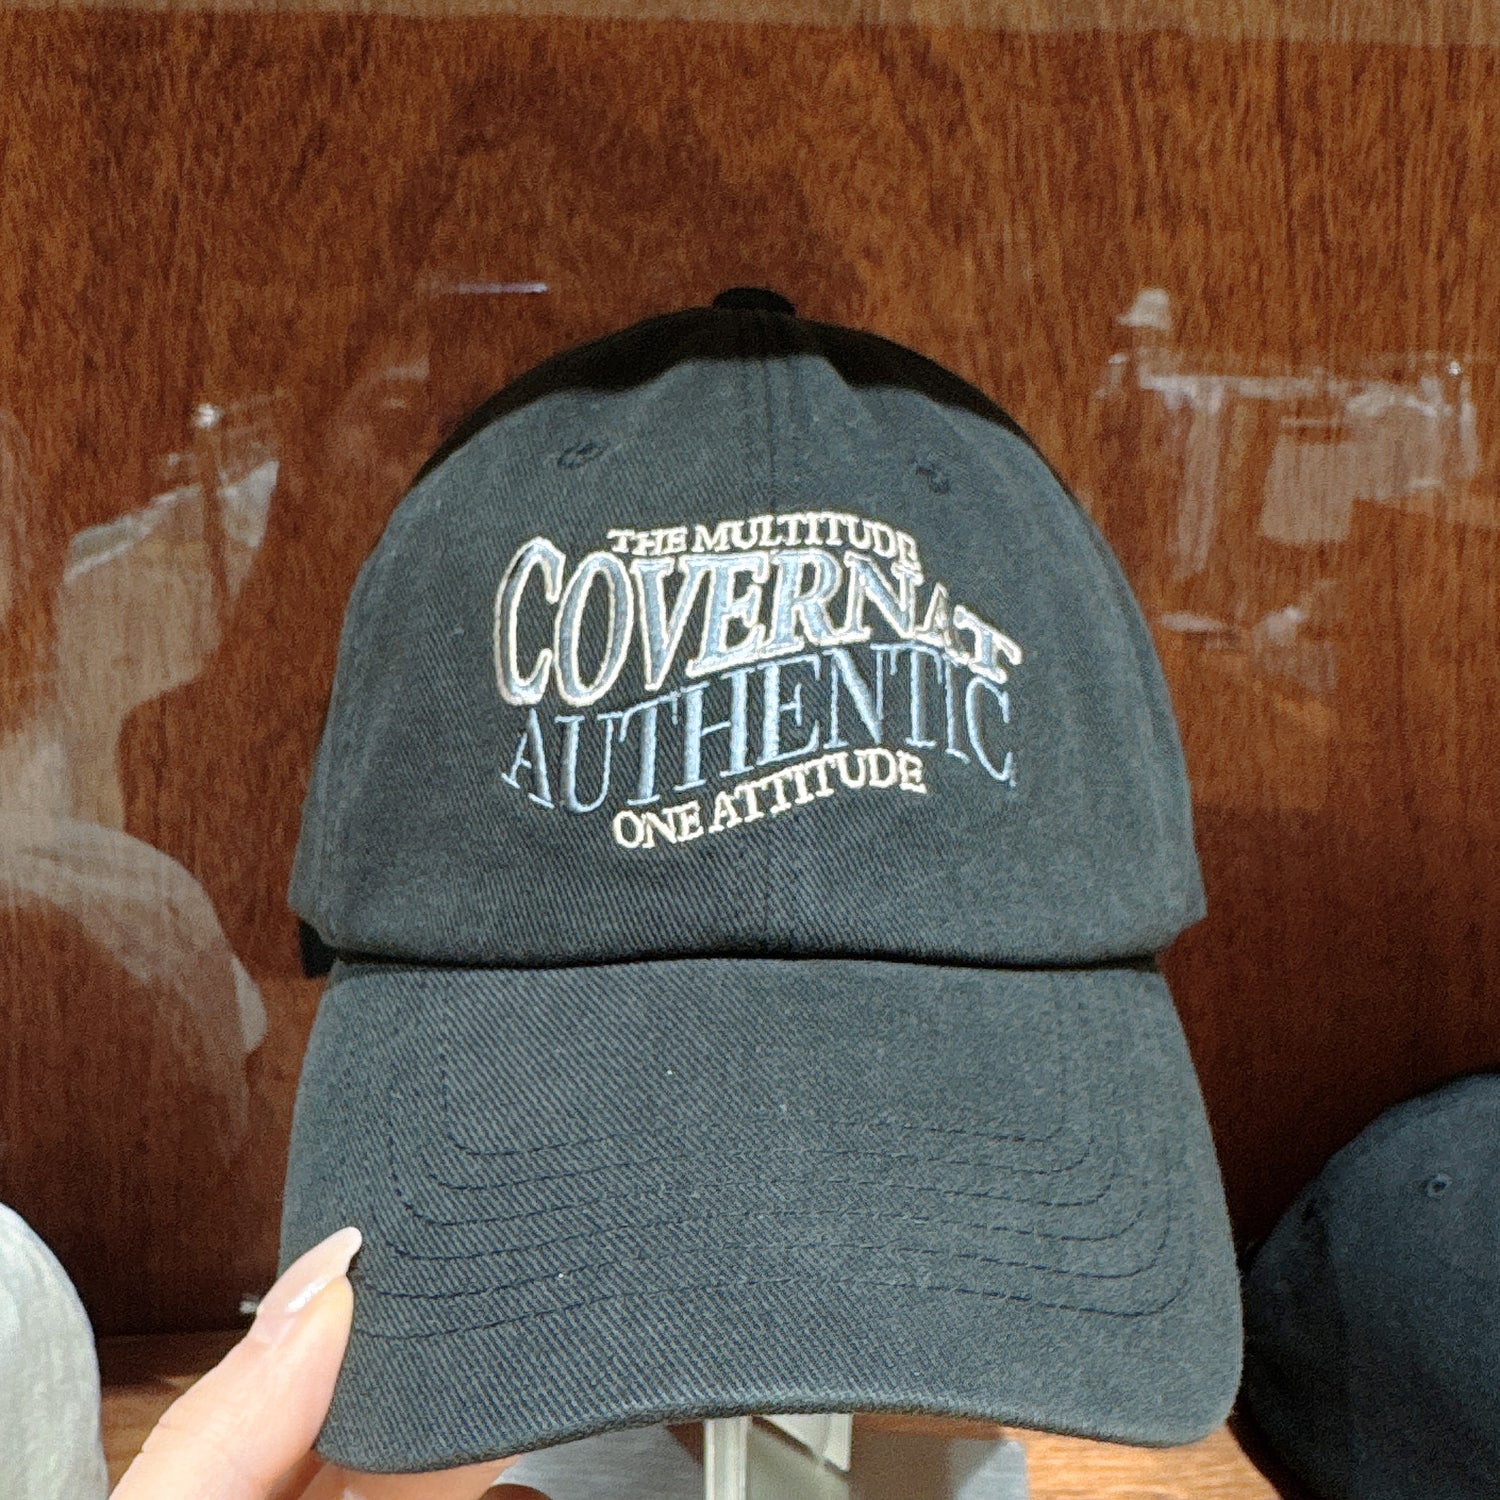 THE MULTITUDE
COVERNAT
AUTHENTIC
ONE ATTITUDE